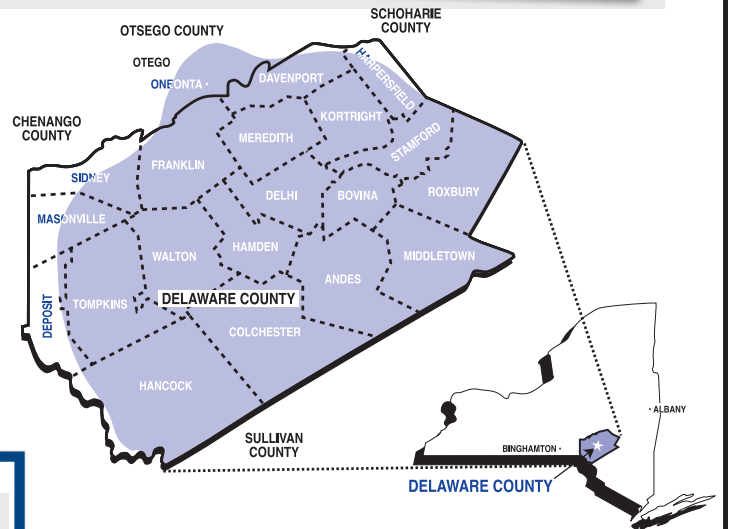 SCHOHARIE
COUNTY
OTSEGO COUNTY
OTEGO
ONEONTA
DAVENPORT
HARPERSFIELD
CHENANGO
COUNTY
KORTRIGHT
MEREDITH
STAMFORD
FRANKLIN
SIDNEY
DELHI
BOVINA
ROXBURY
MASONVILLE
HAMDEN
WALTON
MIDDLETOWN
ANDES
DEPOSIT
TOMPKINS
DELAWARE COUNTY
COLCHESTER
HANCOCK
SULLIVAN
COUNTY
ALBANY
BINGHAMTON
DELAWARE COUNTY